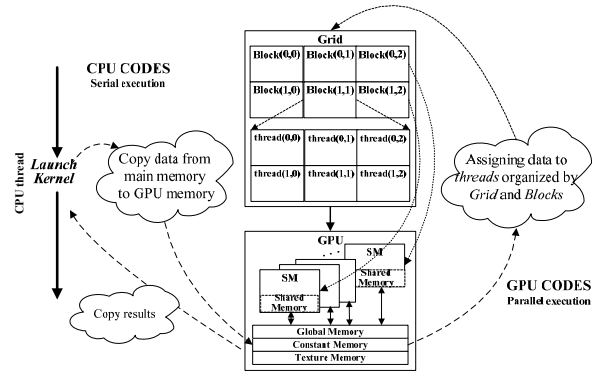 CPU CODES
Serial execution
CPU thread
Launch
Kernel
Copy data from
main memory
to GPU memory
Copy results
Grid
Block(0,0) Block(0,1) Block(0,2)
Block(1,0) Block(1,1) Block(1,2)
thread(0,0) thread(0,1) thread(0,2)
thread(1,0) thread(1,1) thread(1,2)
GPU
. . .
SM
Shared
Memory
SM
Shared
Memory
Global Memory
Constant Memory
Texture Memory
Assigning data to
threads organized by
Grid and Blocks
GPU CODES
Parallel execution